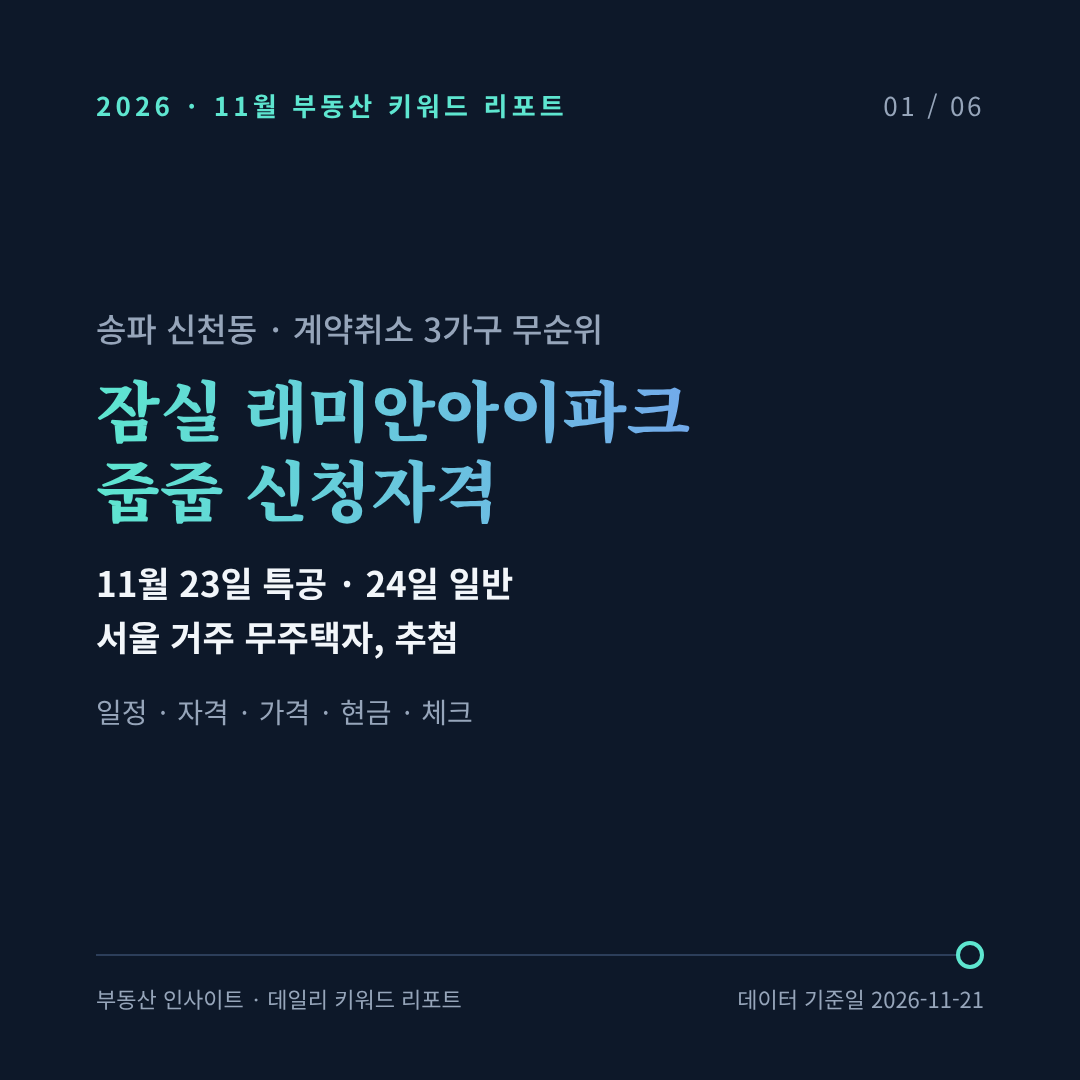 2026 · 11월 부동산 키워드 리포트
01 / 06
송파 신천동 · 계약취소 3가구 무순위
잠실 래미안아이파크
줍줍 신청자격
11월 23일 특공 · 24일 일반
서울 거주 무주택자, 추첨
일정 · 자격 · 가격 · 현금 · 체크
부동산 인사이트 · 데일리 키워드 리포트
데이터 기준일 2026-11-21